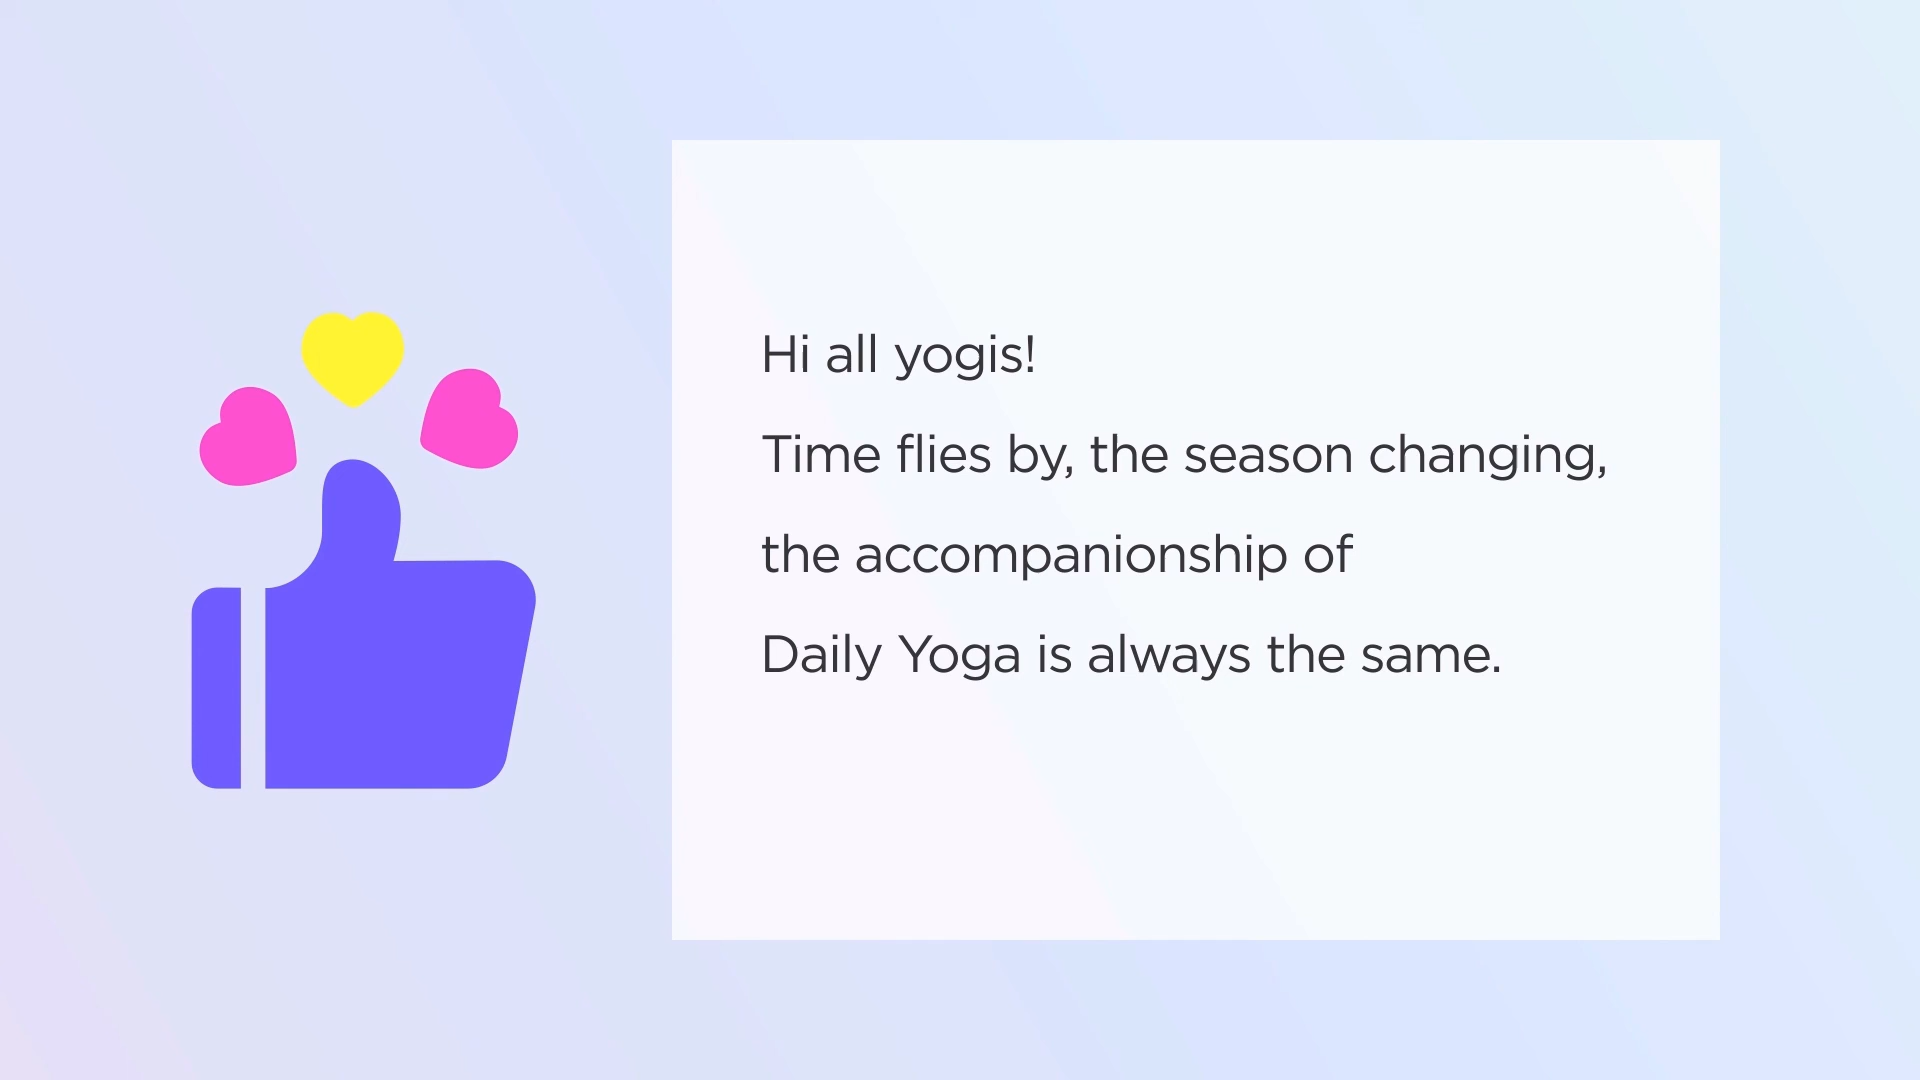 Hi all yogis!
Time flies by, the season changing,
the accompanionship of
Daily Yoga is always the same.